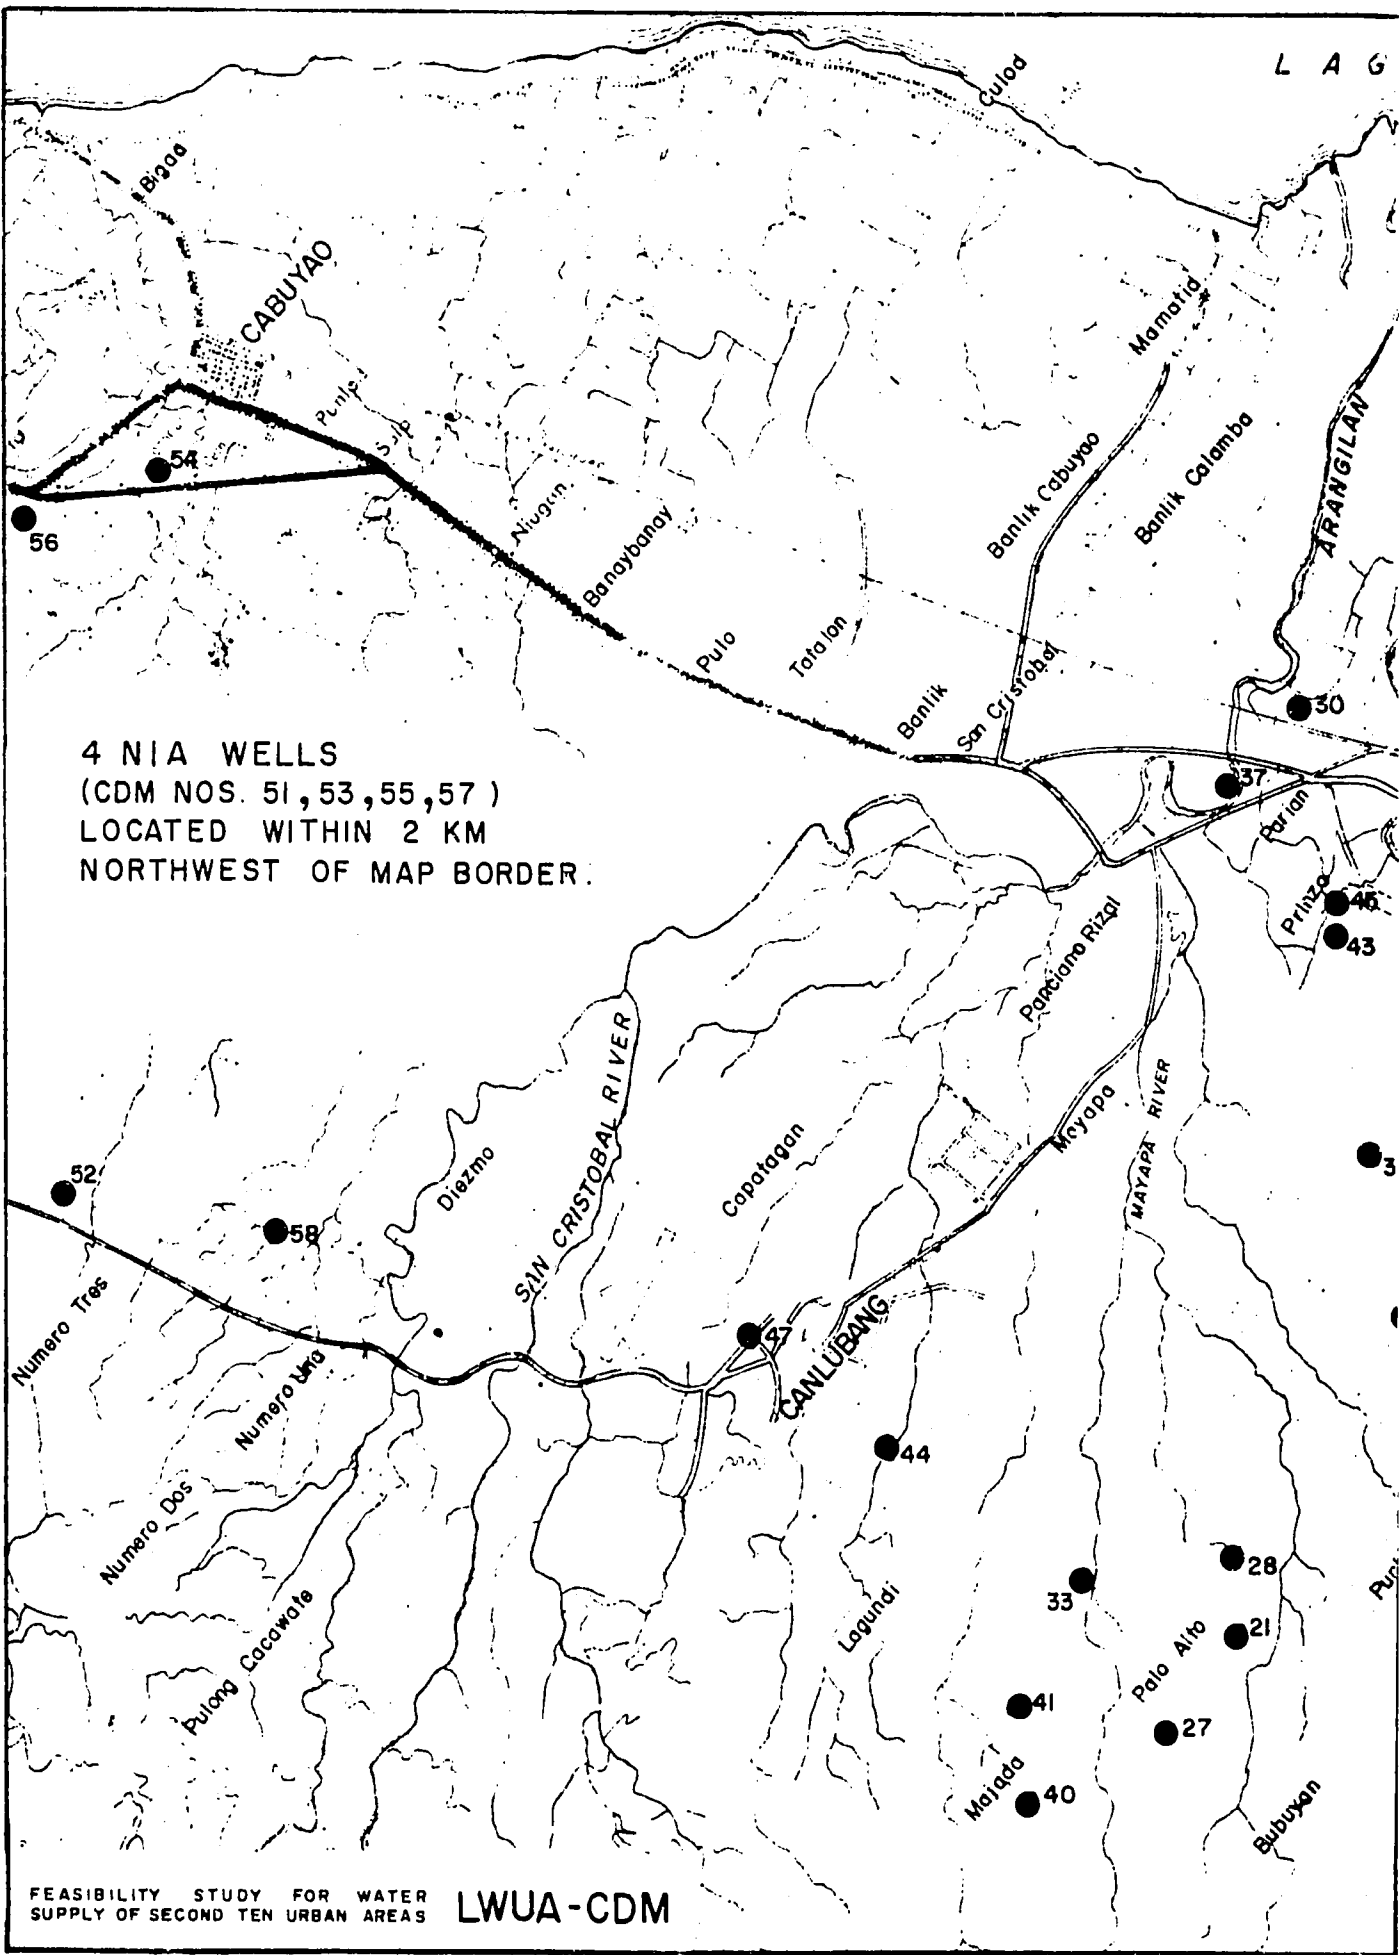 L A G
Culod
Bigaa
CABUYAO
Mamatid
Punlo
Banlik Cabuyao
Banlik Calamba
ARANGILAN
54
56
Niugan
Banaybanay
Pulo
Tatalon
Banlik
San Cristobal
30
37
Parian
4 NIA WELLS
(CDM NOS. 51,53,55,57)
LOCATED WITHIN 2 KM
NORTHWEST OF MAP BORDER.
Prinza
43
Panciano Rizal
SAN CRISTOBAL RIVER
Mayapa
MAYAPA RIVER
Diezmo
Capatagan
3
52
58
Numero Tres
Numero Uno
47
CANLUBANG
44
Numero Dos
28
33
Lagundi
21
Palo Alto
Pulong Cacawate
41
27
Majada
40
Bubuyan
FEASIBILITY STUDY FOR WATER
SUPPLY OF SECOND TEN URBAN AREAS
LWUA-CDM